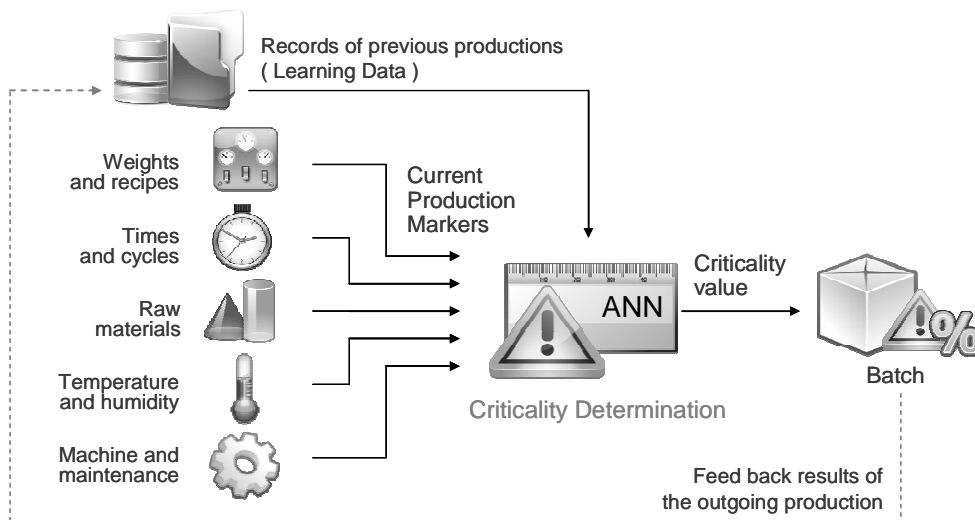 Records of previous productions
( Learning Data )
Weights
and recipes
Current
Production
Markers
Times
and cycles
Raw
materials
ANN
Criticality
value
Temperature
and humidity
Batch
Criticality Determination
Machine and
maintenance
Feed back results of
the outgoing production
%